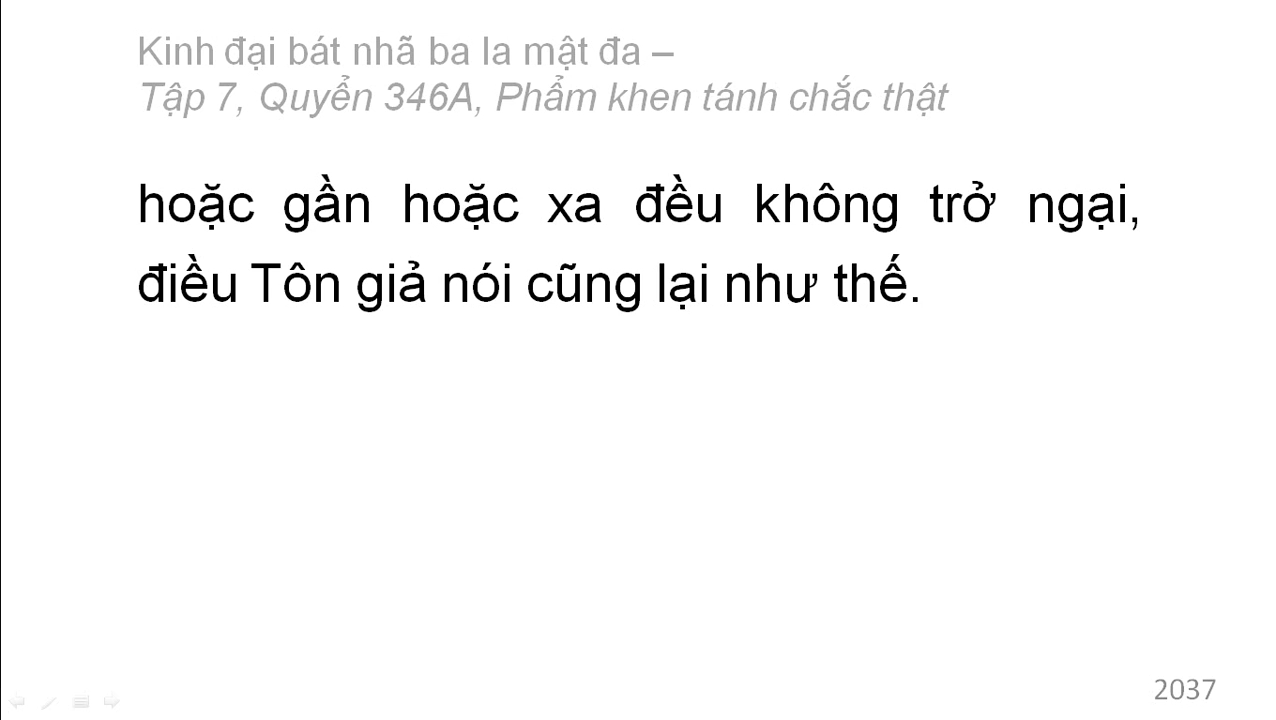 Kinh đại bát nhã ba la mật đa –
Tập 7, Quyển 346A, Phẩm khen tánh chắc thật
hoặc gần hoặc xa đều không trở ngại,
điều Tôn giả nói cũng lại như thế.
2037